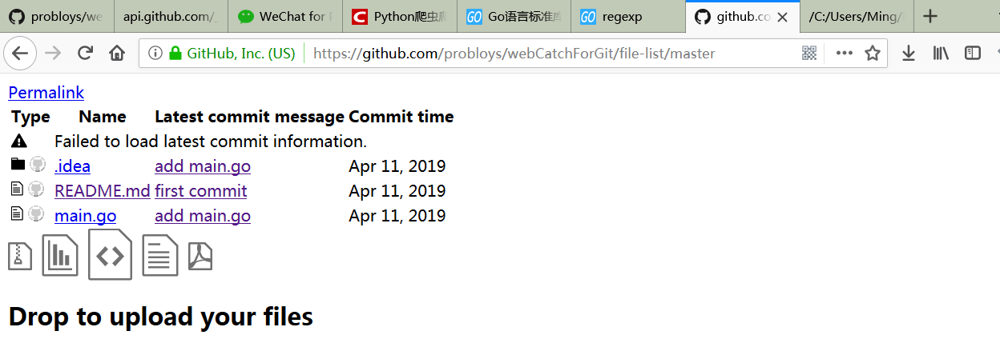 probloys/we
api.github.com/
WeChat for
Python爬虫
Go语言标准库
regexp
github.co
/C:/Users/Ming/
GitHub, Inc. (US)
https://github.com/probloys/webCatchForGit/file-list/master
Permalink
Type Name Latest commit message Commit time
Failed to load latest commit information.
.idea add main.go Apr 11, 2019
README.md first commit Apr 11, 2019
main.go add main.go Apr 11, 2019
Drop to upload your files